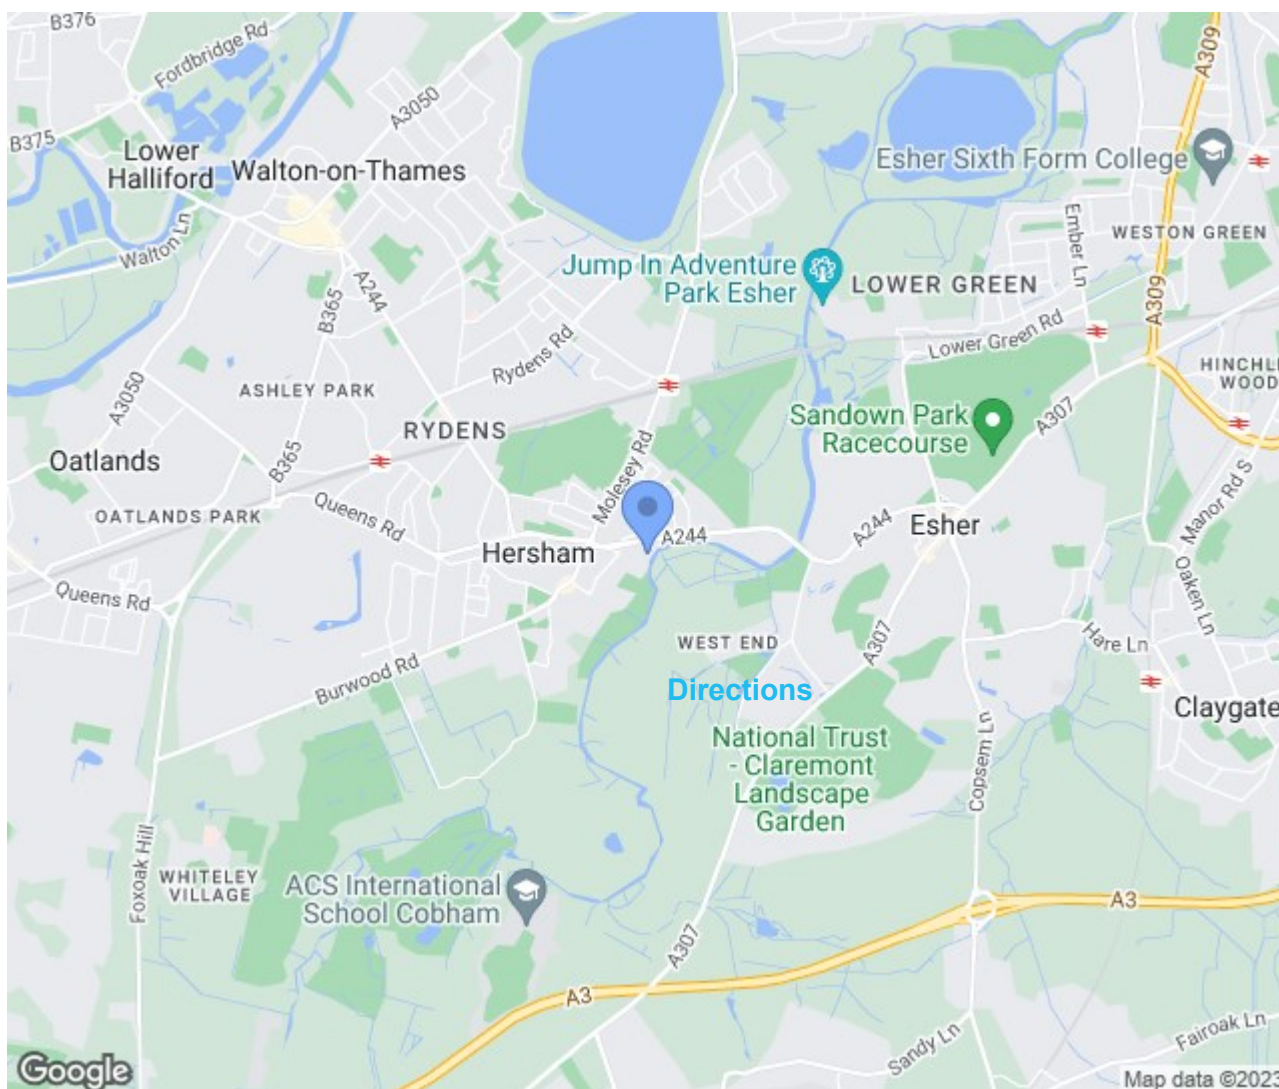 B376
Fordbridge Rd
A309
A3050
B375
Lower
Halliford
Walton-on-Thames
Esher Sixth Form College
Walton Ln
Ember Ln
WESTON GREEN
A244
Jump In Adventure
Park Esher
LOWER GREEN
B365
A309
Lower Green Rd
Rydens Rd
HINCHLE
WOOD
A3050
ASHLEY PARK
Sandown Park
Racecourse
A307
RYDENS
Oatlands
B365
Molesey Rd
Manor Rd S
OATLANDS PARK
Queens Rd
Hersham
A244
A244
Esher
Queens Rd
Oaken Ln
West End
A307
Hare Ln
Burwood Rd
Directions
Claygate
National Trust
- Claremont
Landscape
Garden
Copsem Ln
Foxoak Hill
WHITELEY
VILLAGE
ACS International
School Cobham
A3
A307
A3
Sandy Ln
Fairoak Ln
Google
Map data ©2023